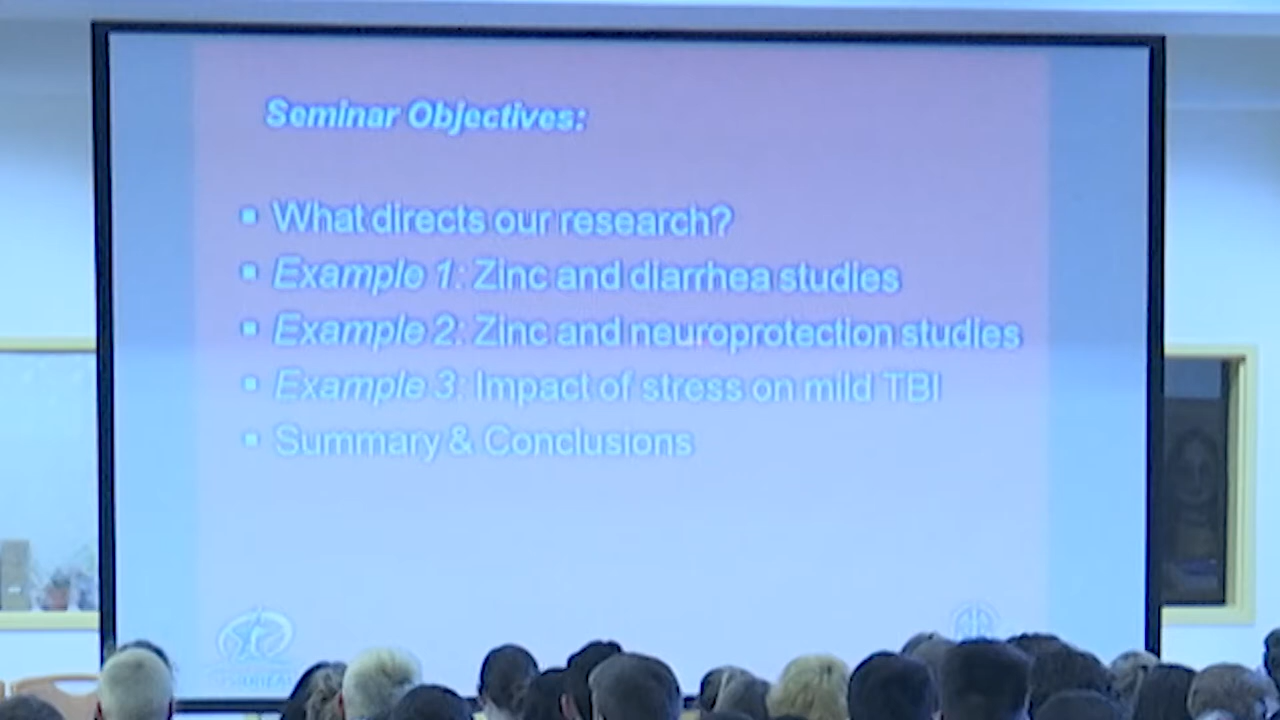 Seminar Objectives:
▪ What directs our research?
▪ Example 1: Zinc and diarrhea studies
▪ Example 2: Zinc and neuroprotection studies
▪ Example 3: Impact of stress on mild TBI
▪ Summary & Conclusions